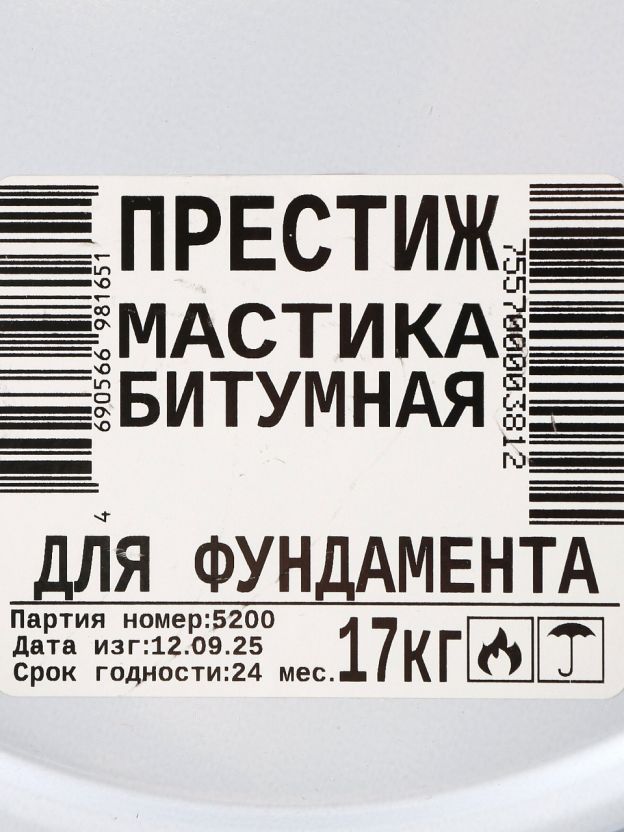 ПРЕСТИЖ
МАСТИКА
БИТУМНАЯ
4 690566 981651
7557000003812
ДЛЯ ФУНДАМЕНТА
Партия номер:5200
Дата изг:12.09.25
Срок годности:24 мес.
17кг